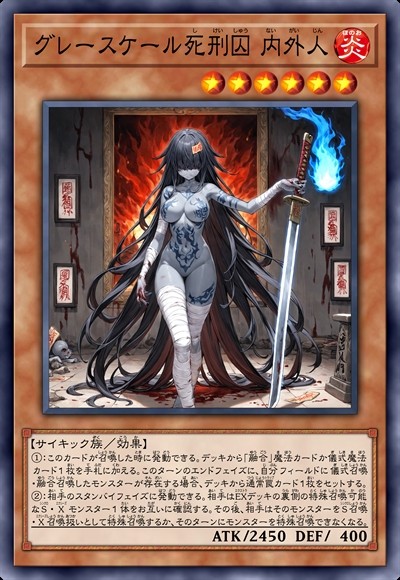 グレースケール死刑囚 内外人
炎
【サイキック族／効果】
①:このカードが召喚した時に発動できる。デッキから「融合」魔法カードか儀式魔法
カード1枚を手札に加える。このターンのエンドフェイズに、自分フィールドに儀式召喚
・融合召喚したモンスターが存在する場合、デッキから通常罠カード1枚をセットする。
②:相手のスタンバイフェイズに発動できる。相手はEXデッキの裏側の特殊召喚可能
なS・Xモンスター1体をお互いに確認する。その後、相手はそのモンスターをS召喚
・X召喚扱いとして特殊召喚するか、そのターンにモンスターを特殊召喚できなくなる。
ATK/2450 DEF/ 400